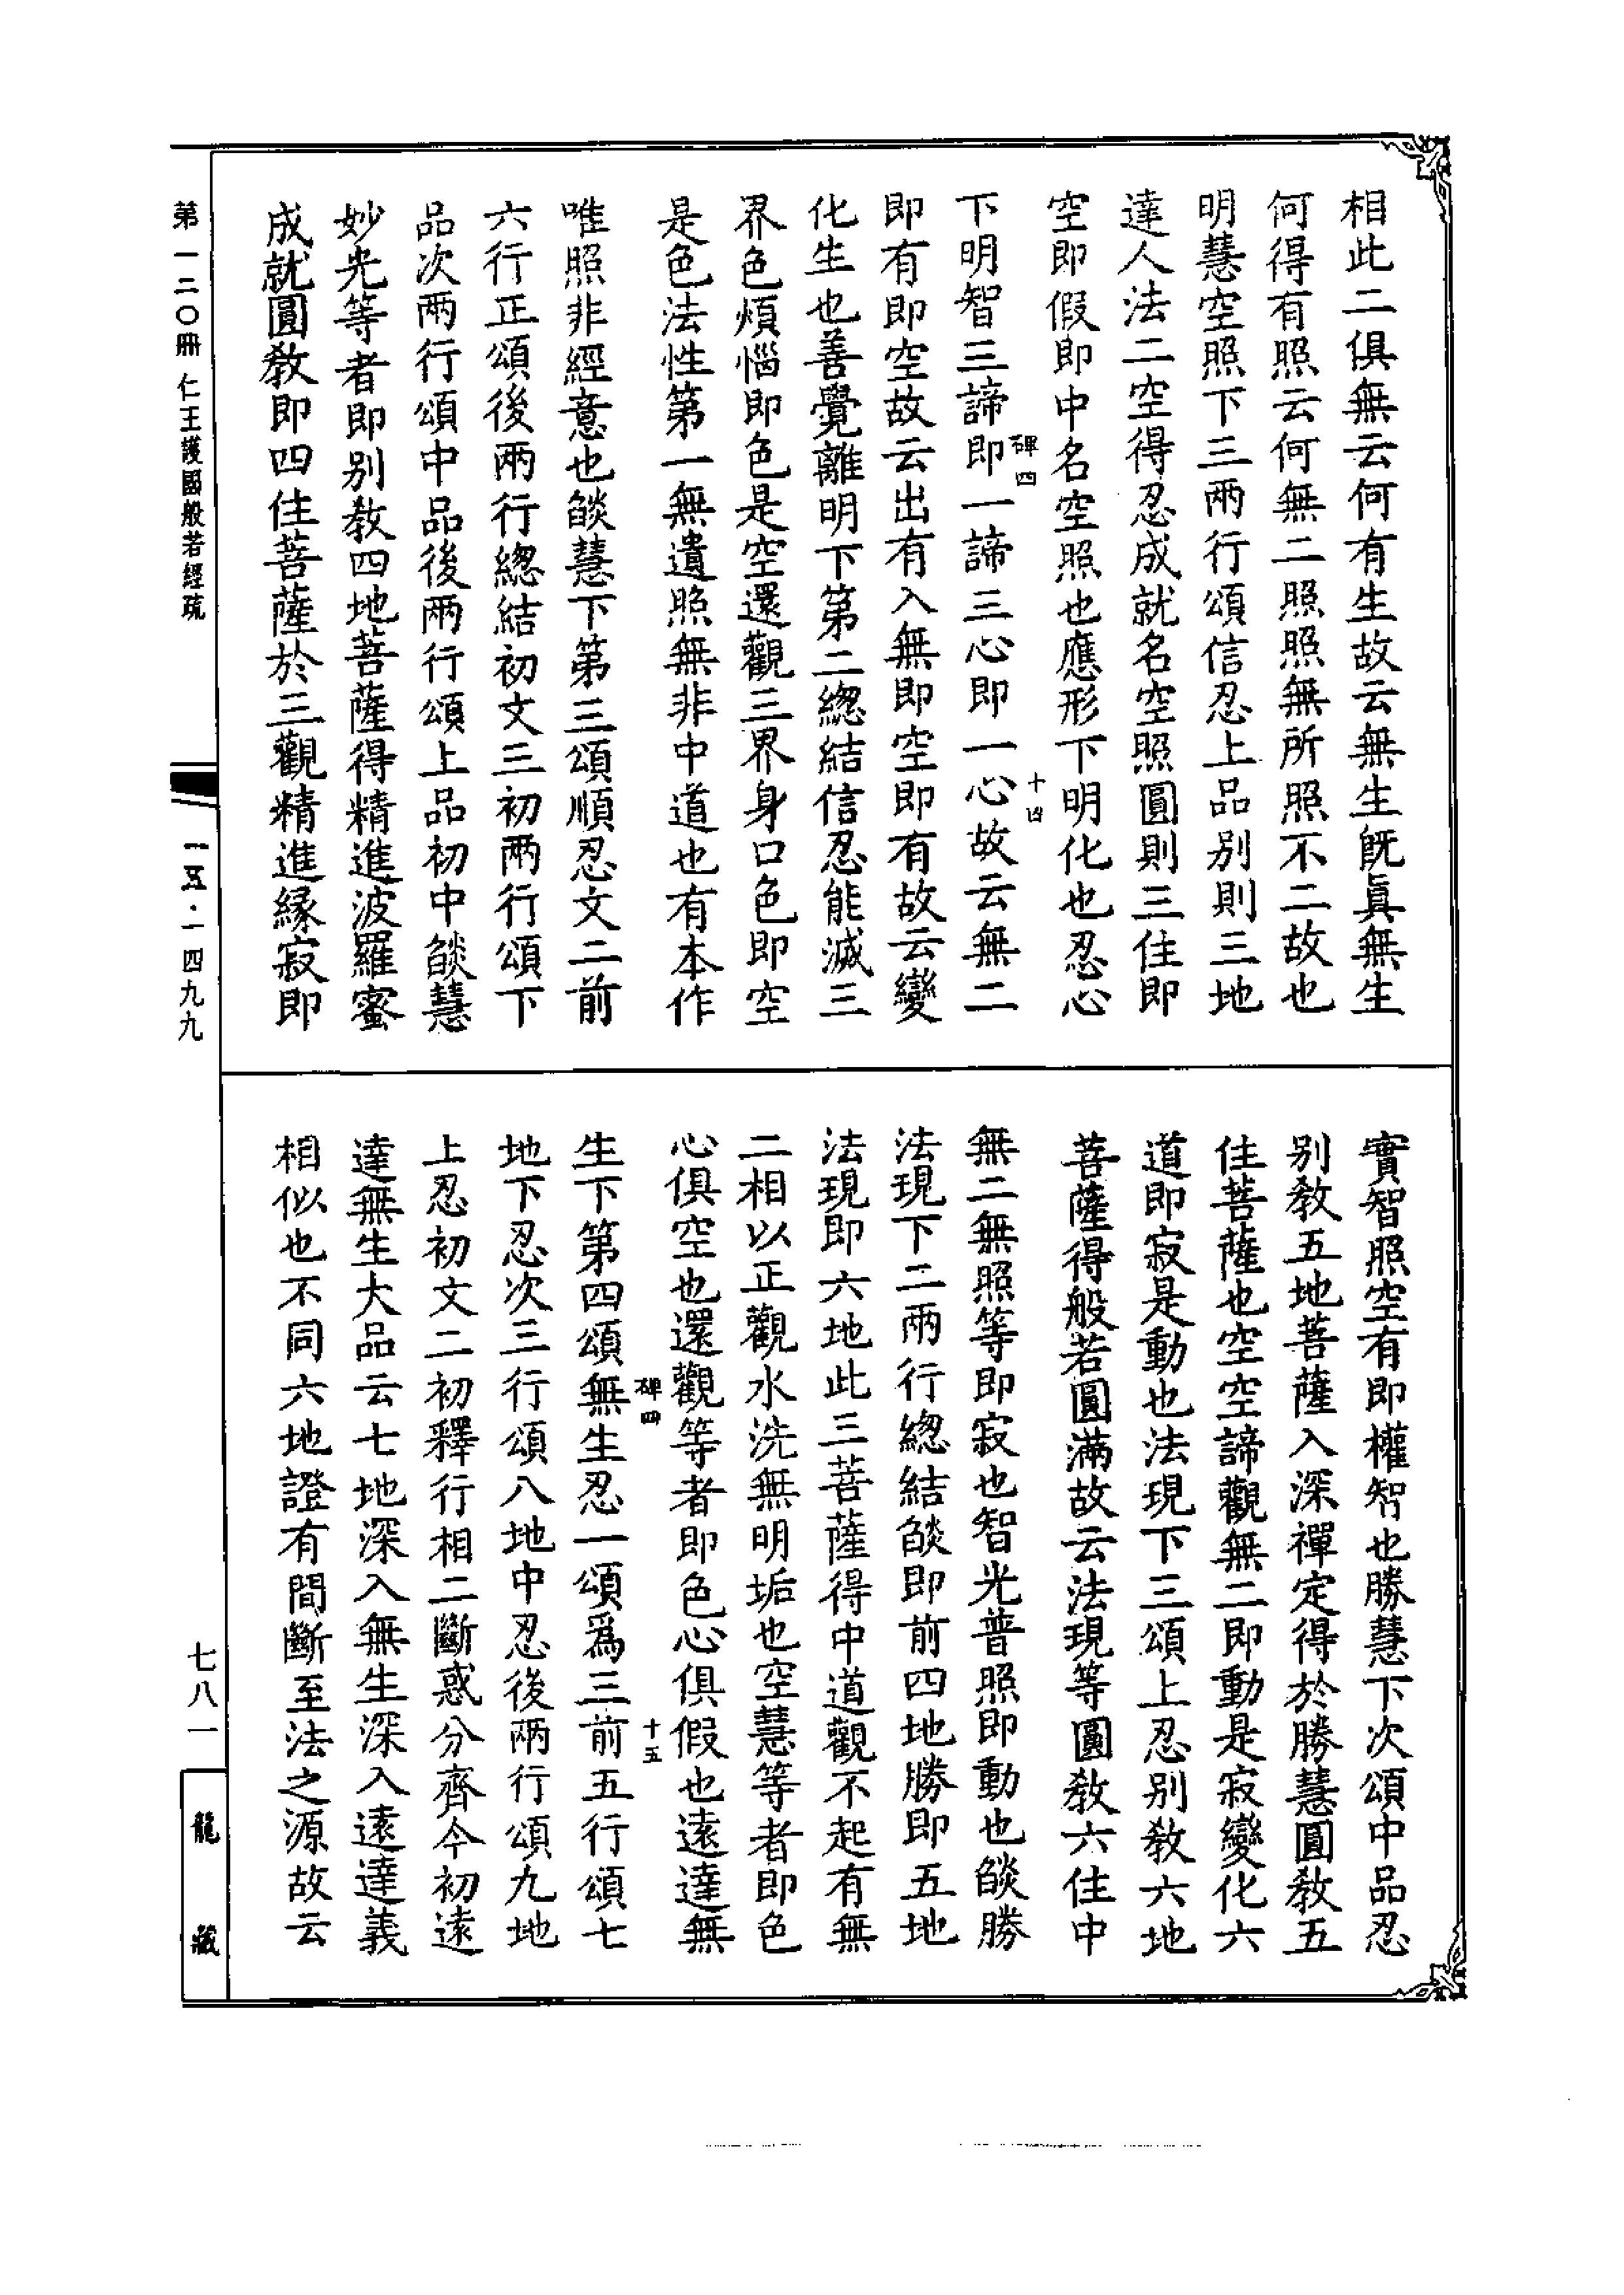 相此二俱無云何有生故云無生既眞無生
何得有照云何無二照照無所照不二故也
明慧空照下三兩行頌信忍上品别則三地
達人法二空得忍成就名空照圓則三住即
空即假即中名空照也應形下明化也忍心
碑四
十四
下明智三諦即一諦三心即一心故云無二
即有即空故云出有入無即空即有故云變
化生也善覺離明下第二總結信忍能滅三
界色煩惱即色是空還觀三界身口色即空
是色法性第一無遺照無非中道也有本作
唯照非經意也燄慧下第三頌順忍文二前
六行正頌後兩行總結初文三初兩行頌下
品次兩行頌中品後兩行頌上品初中燄慧
妙光等者即别教四地菩薩得精進波羅蜜
成就圓教即四住菩薩於三觀精進緣寂即
實智照空有即權智也勝慧下次頌中品忍
别教五地菩薩入深禪定得於勝慧圓教五
住菩薩也空空諦觀無二即動是寂變化六
道即寂是動也法現下三頌上忍别教六地
菩薩得般若圓滿故云法現等圓教六住中
無二無照等即寂也智光普照即動也燄勝
法現下二兩行總結燄即前四地勝即五地
法現即六地此三菩薩得中道觀不起有無
二相以正觀水洗無明垢也空慧等者即色
心俱空也還觀等者即色心俱假也遠達無
碑四
十五
生下第四頌無生忍一頌爲三前五行頌七
地下忍次三行頌八地中忍後兩行頌九地
上忍初文二初釋行相二斷惑分齊今初遠
達無生大品云七地深入無生深入遠達義
相似也不同六地證有間斷至法之源故云
第一二〇冊 仁王護國般若經疏
一五·一四九九
七八一
龍藏